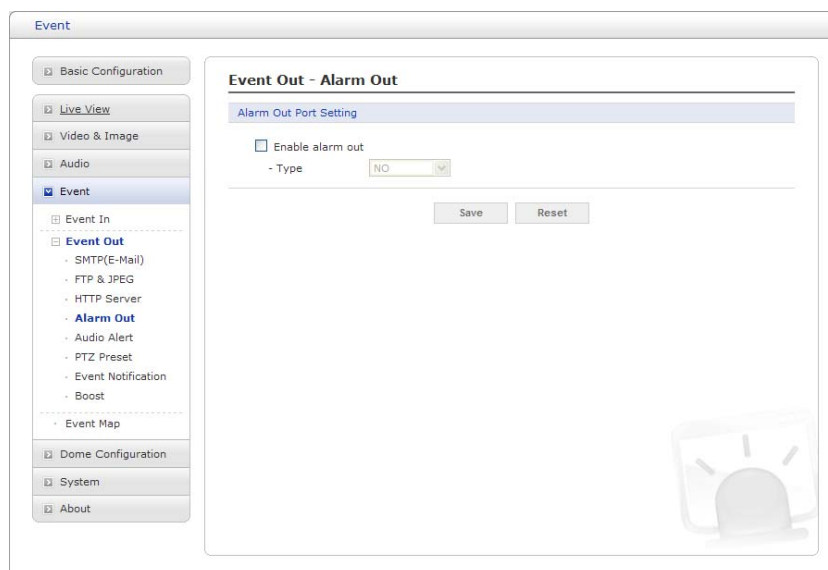 Event
Basic Configuration
Live View
Video & Image
Audio
Event
Event In
Event Out
SMTP(E-Mail)
FTP & JPEG
HTTP Server
Alarm Out
Audio Alert
PTZ Preset
Event Notification
Boost
Event Map
Dome Configuration
System
About
Event Out - Alarm Out
Alarm Out Port Setting
Enable alarm out
- Type NO
Save Reset